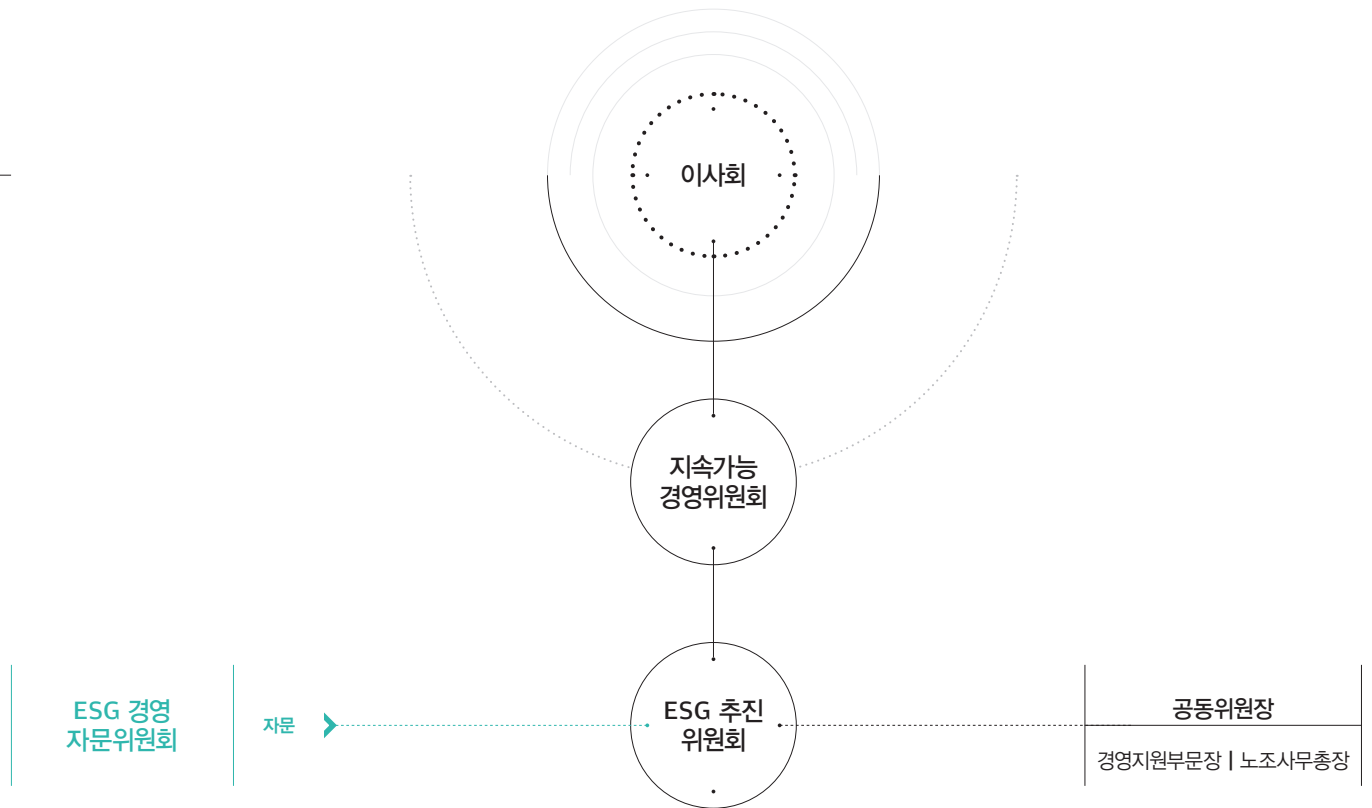 이사회
지속가능
경영위원회
ESG 경영
자문위원회
자문
ESG 추진
위원회
공동위원장
경영지원부문장 | 노조사무총장